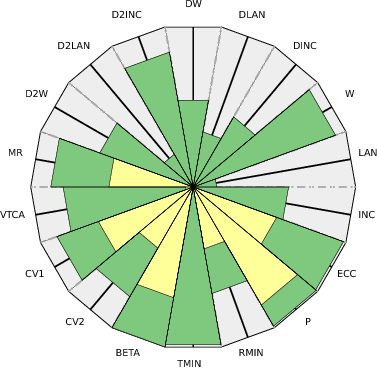 DW
D2INC
DLAN
D2LAN
DINC
D2W
W
MR
LAN
VTCA
INC
CV1
ECC
CV2
P
BETA
RMIN
TMIN